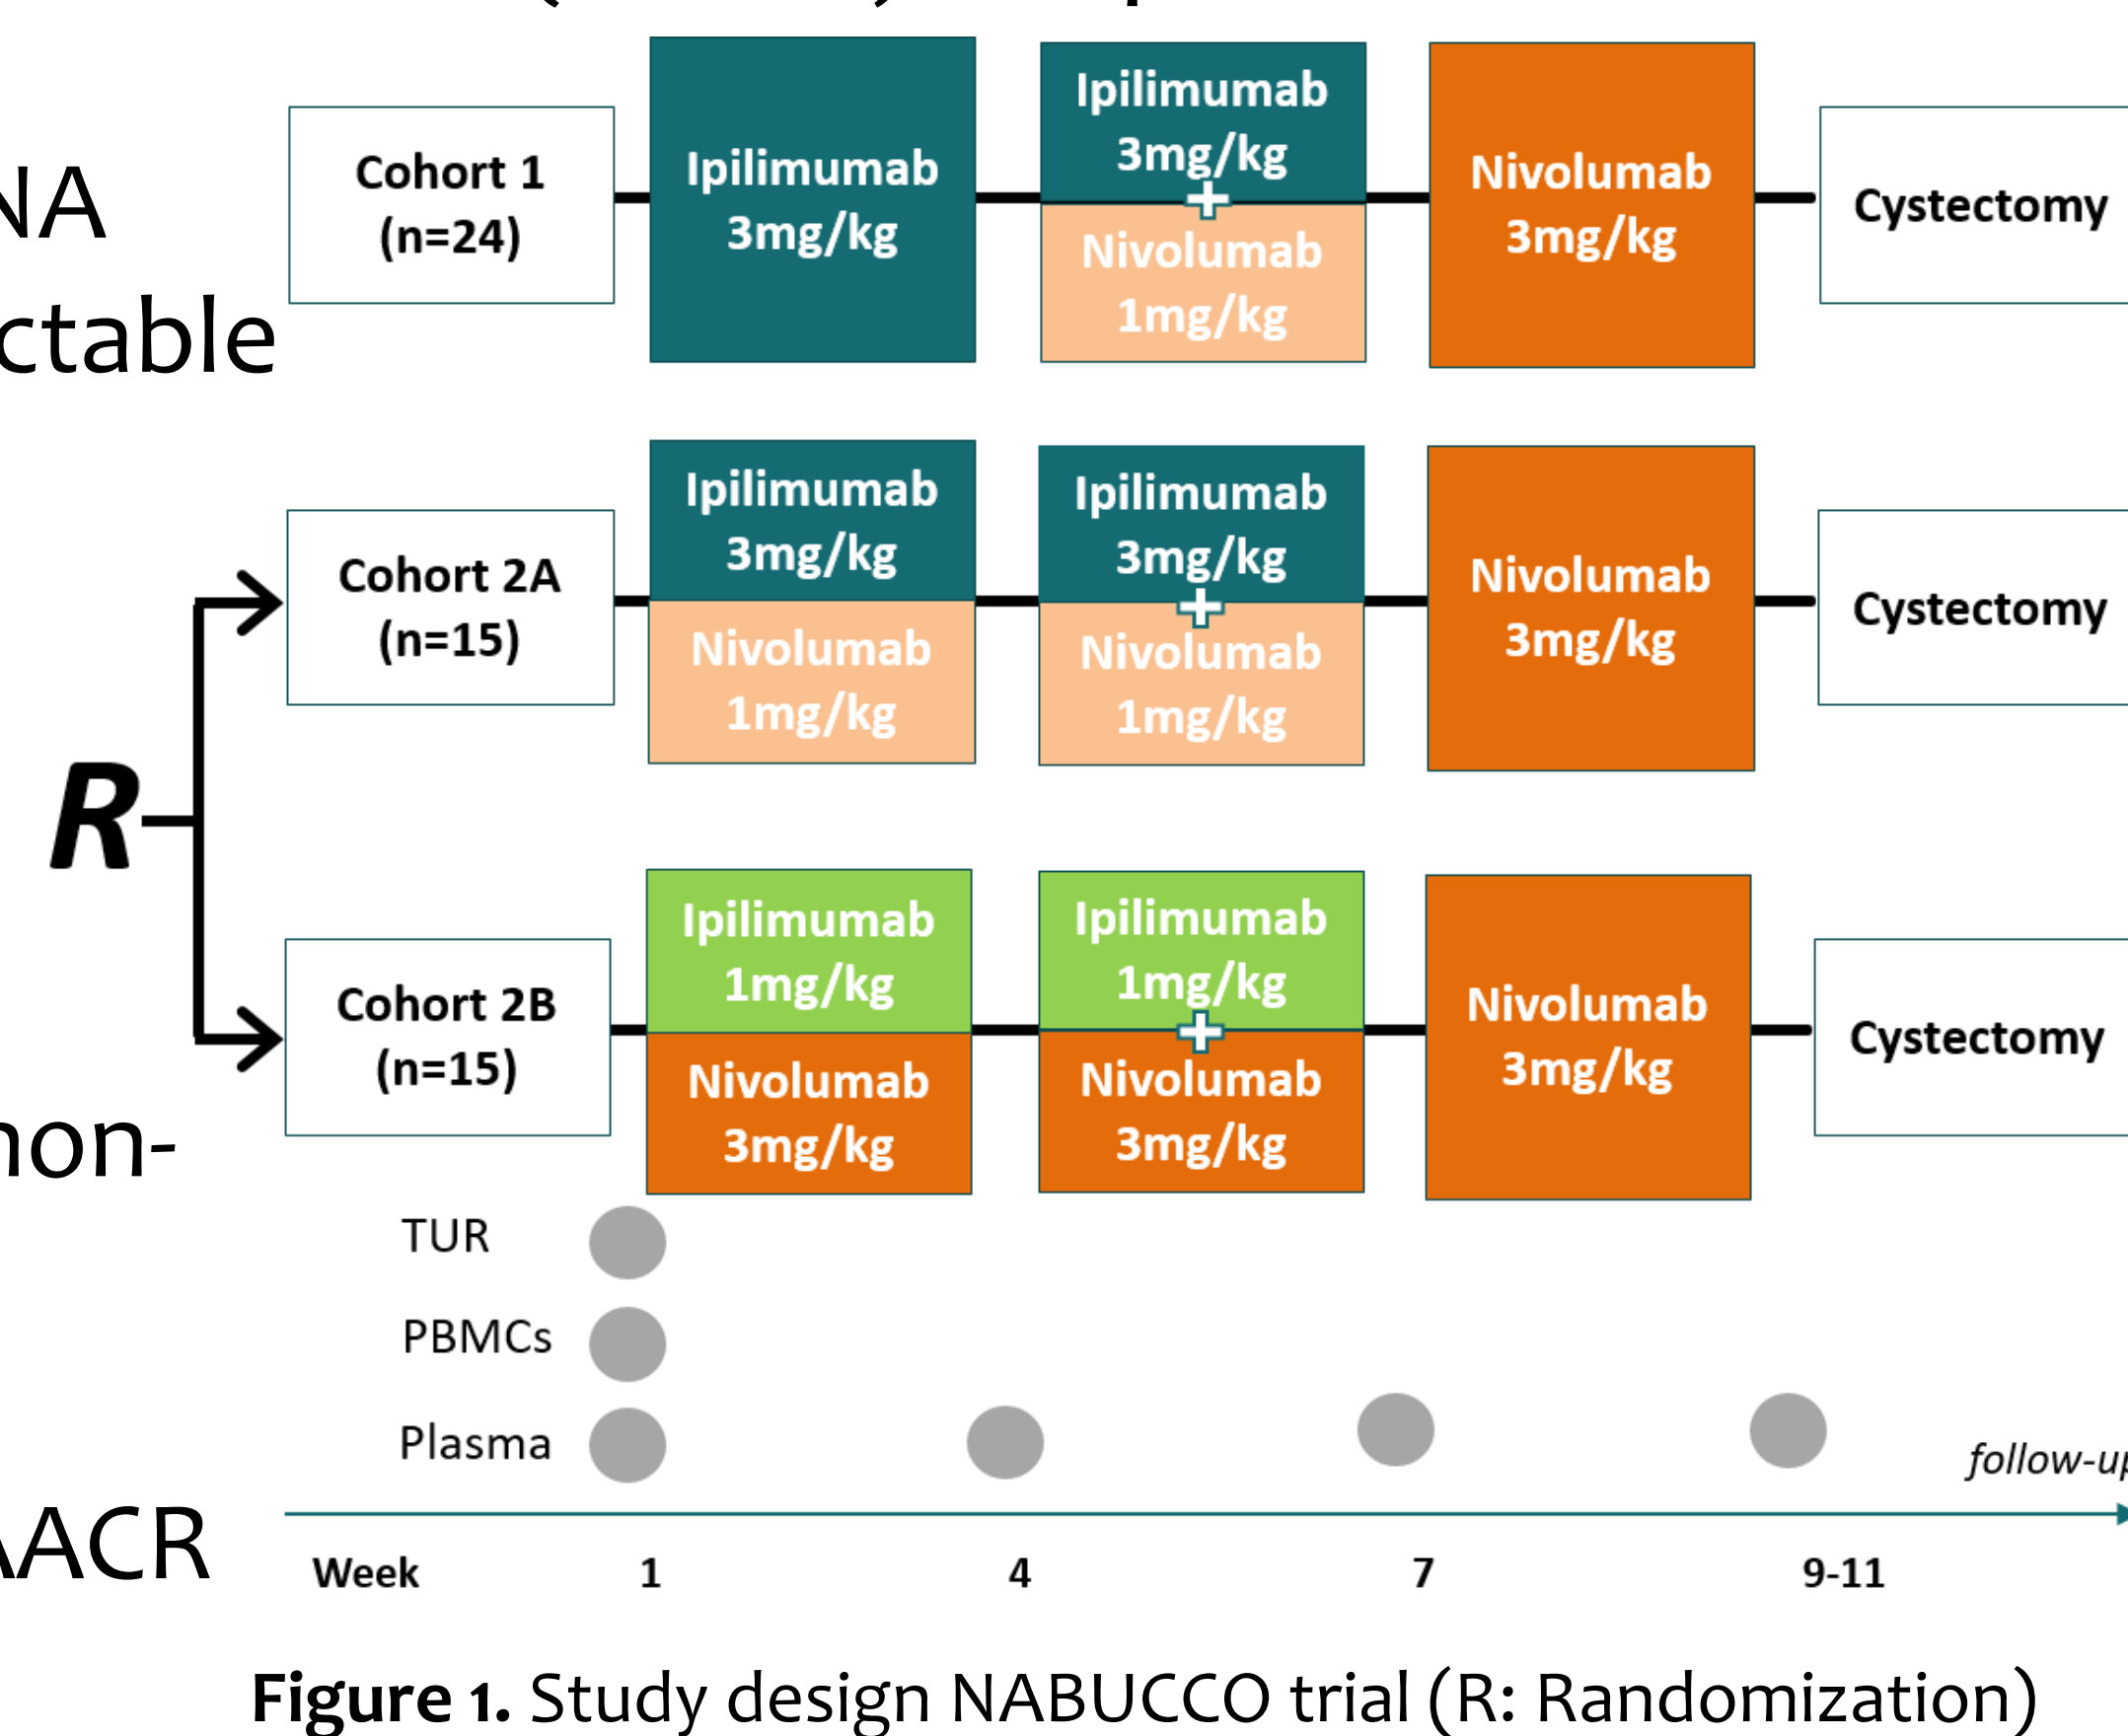 Cohort 1
(n=24)
Ipilimumab
3mg/kg
Ipilimumab
3mg/kg
Nivolumab
1mg/kg
Nivolumab
3mg/kg
Cystectomy
Cohort 2A
(n=15)
Ipilimumab
3mg/kg
Nivolumab
1mg/kg
Ipilimumab
3mg/kg
+
Nivolumab
1mg/kg
Nivolumab
3mg/kg
Cystectomy
R
Cohort 2B
(n=15)
Ipilimumab
1mg/kg
Nivolumab
3mg/kg
Ipilimumab
1mg/kg
+
Nivolumab
3mg/kg
Nivolumab
3mg/kg
Cystectomy
NA
ctable
non-
AACR
TUR
PBMCs
Plasma
follow-up
Week 1 4 7 9-11
Figure 1. Study design NABUCCO trial (R: Randomization)